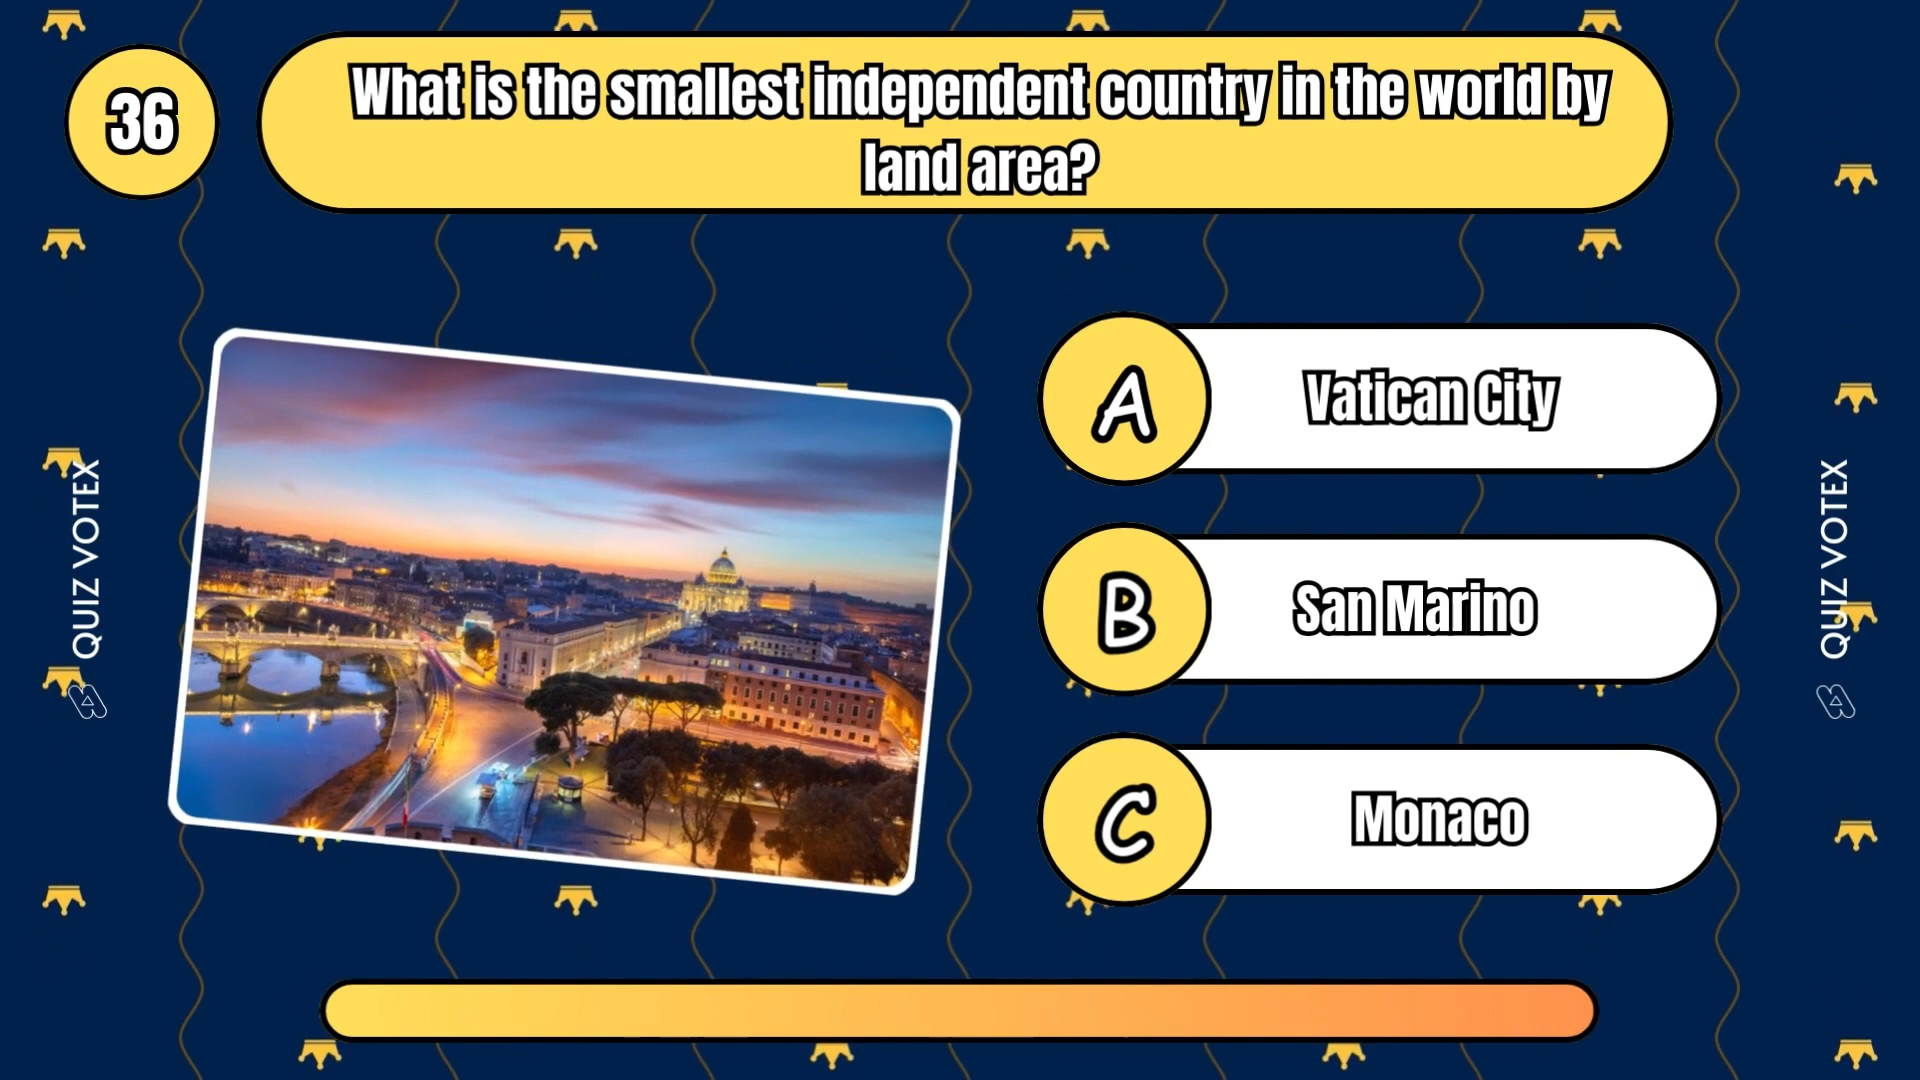 36
What is the smallest independent country in the world by
land area?
A
Vatican City
B
San Marino
C
Monaco
QUIZ VOTEX
QUIZ VOTEX